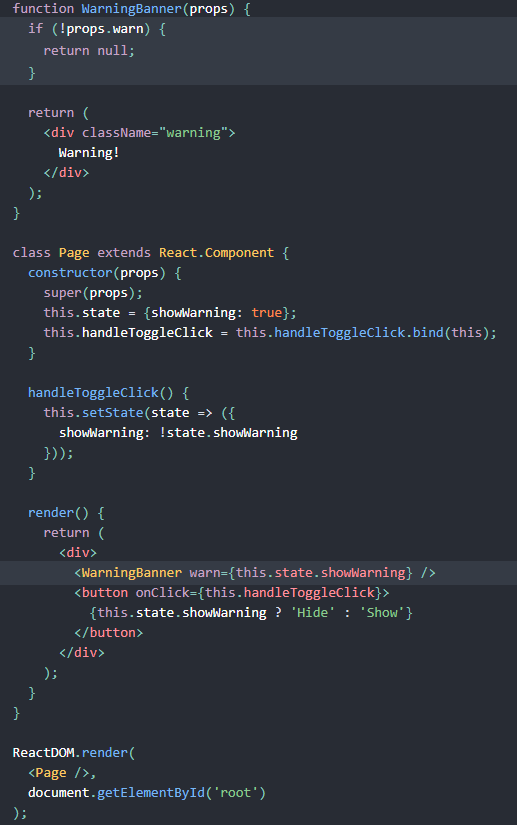 function WarningBanner(props) {
  if (!props.warn) {
    return null;
  }

  return (
    <div className="warning">
      Warning!
    </div>
  );
}

class Page extends React.Component {
  constructor(props) {
    super(props);
    this.state = {showWarning: true};
    this.handleToggleClick = this.handleToggleClick.bind(this);
  }

  handleToggleClick() {
    this.setState(state => ({
      showWarning: !state.showWarning
    }));
  }

  render() {
    return (
      <div>
        <WarningBanner warn={this.state.showWarning} />
        <button onClick={this.handleToggleClick}>
          {this.state.showWarning ? 'Hide' : 'Show'}
        </button>
      </div>
    );
  }
}

ReactDOM.render(
  <Page />,
  document.getElementById('root')
);